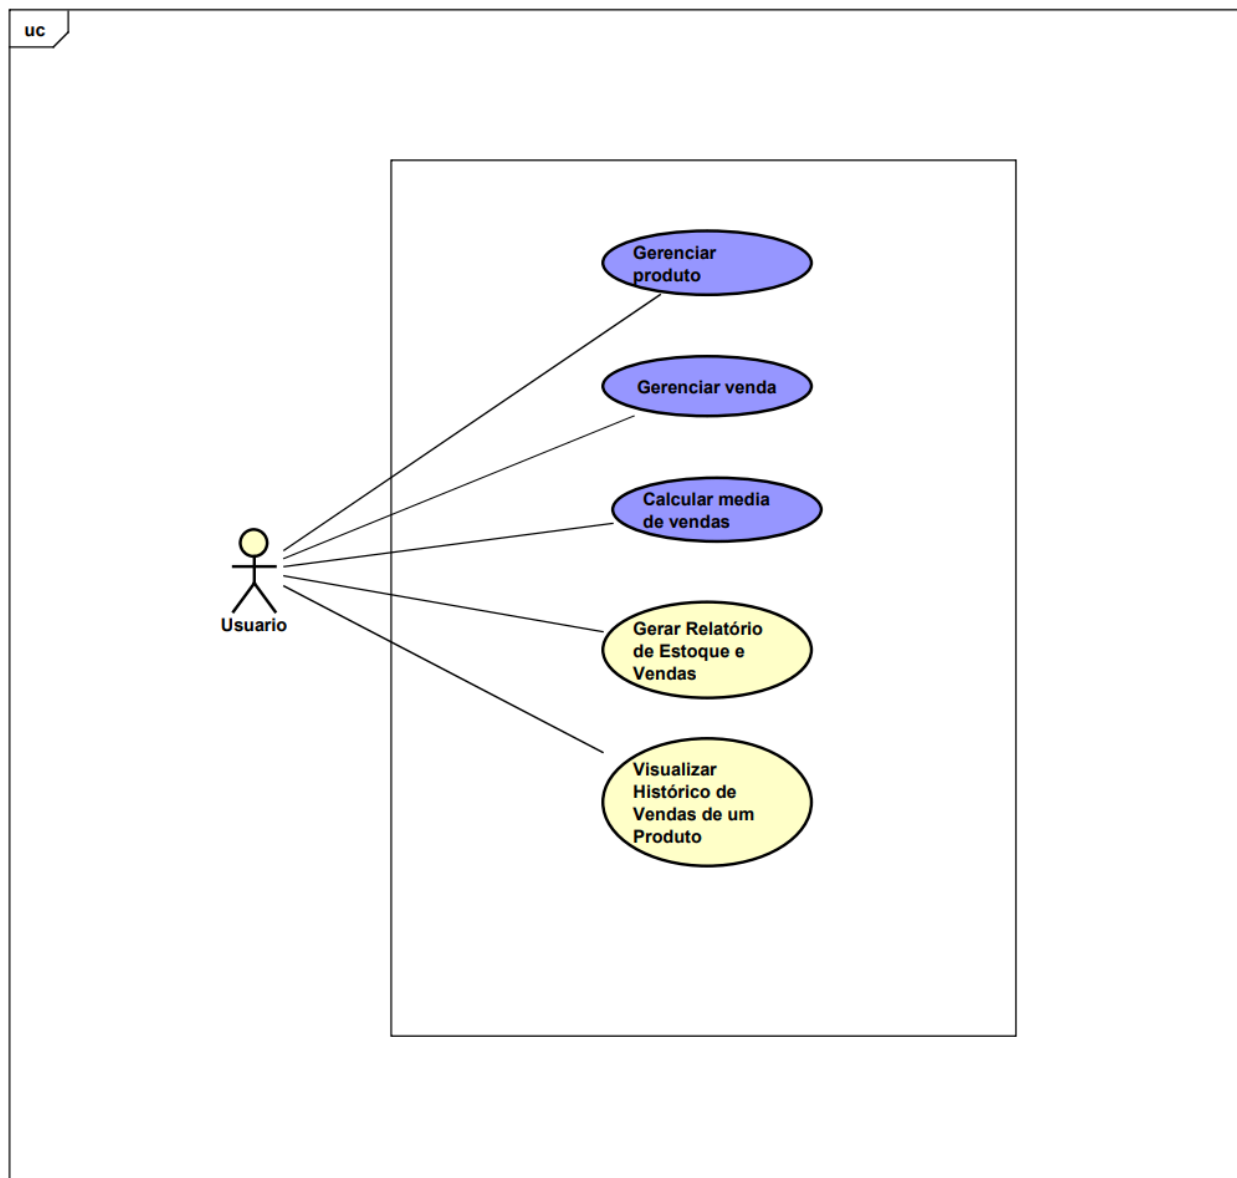 uc
Gerenciar
produto
Gerenciar venda
Calcular media
de vendas
Usuario
Gerar Relatório
de Estoque e
Vendas
Visualizar
Histórico de
Vendas de um
Produto